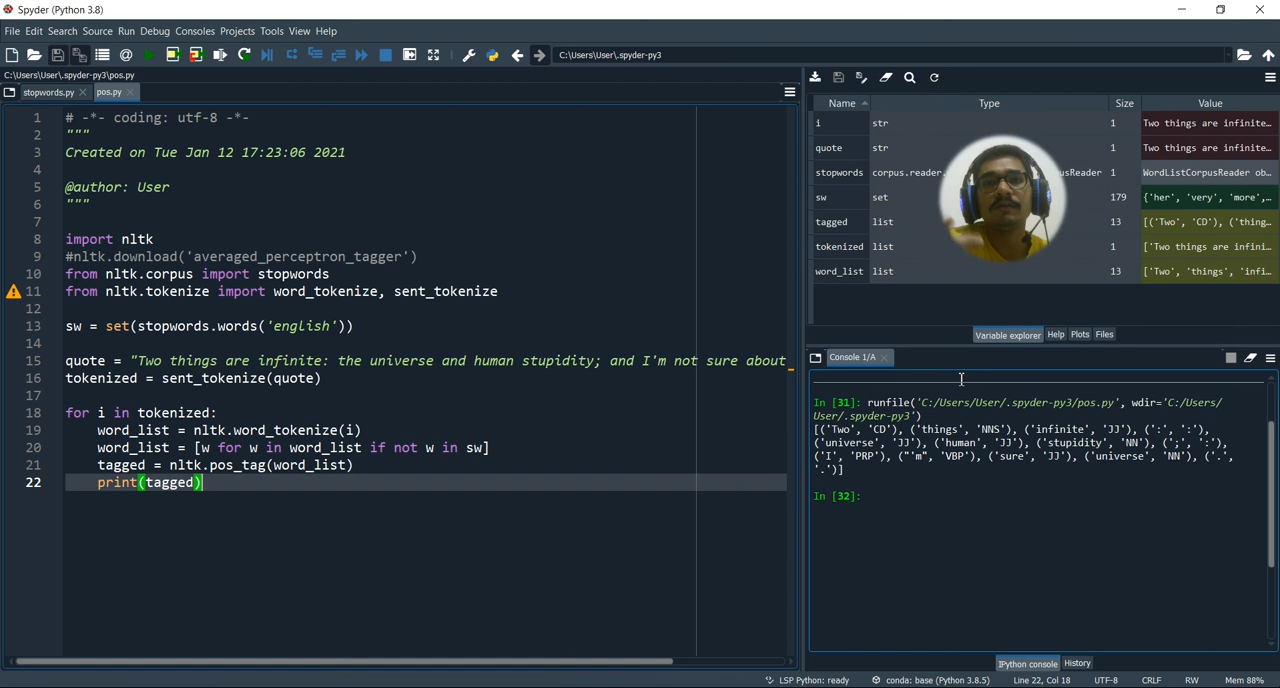 Spyder (Python 3.8)
File Edit Search Source Run Debug Consoles Projects Tools View Help
C:\Users\User\.spyder-py3
C:\Users\User\.spyder-py3\pos.py
stopwords.py pos.py
1 # -*- coding: utf-8 -*-
2 """
3 Created on Tue Jan 12 17:23:06 2021
4
5 @author: User
6 """
7
8 import nltk
9 #nltk.download('averaged_perceptron_tagger')
10 from nltk.corpus import stopwords
11 from nltk.tokenize import word_tokenize, sent_tokenize
12
13 sw = set(stopwords.words('english'))
14
15 quote = "Two things are infinite: the universe and human stupidity; and I'm not sure about
16 tokenized = sent_tokenize(quote)
17
18 for i in tokenized:
19 word_list = nltk.word_tokenize(i)
20 word_list = [w for w in word_list if not w in sw]
21 tagged = nltk.pos_tag(word_list)
22 print(tagged)
Name Type Size Value
i str 1 Two things are infinite…
quote str 1 Two things are infinite…
stopwords corpus.reader. usReader 1 WordListCorpusReader ob…
sw set 179 {'her', 'very', 'more',…
tagged list 13 [('Two', 'CD'), ('thing…
tokenized list 1 ['Two things are infini…
word_list list 13 ['Two', 'things', 'infi…
Variable explorer Help Plots Files
Console 1/A
In [31]: runfile('C:/Users/User/.spyder-py3/pos.py', wdir='C:/Users/
User/.spyder-py3')
[('Two', 'CD'), ('things', 'NNS'), ('infinite', 'JJ'), (':', ':'),
('universe', 'JJ'), ('human', 'JJ'), ('stupidity', 'NN'), (';', ':'),
('I', 'PRP'), ("'m", 'VBP'), ('sure', 'JJ'), ('universe', 'NN'), ('.',
'.')]
In [32]:
IPython console History
LSP Python: ready conda: base (Python 3.8.5) Line 22, Col 18 UTF-8 CRLF RW Mem 88%